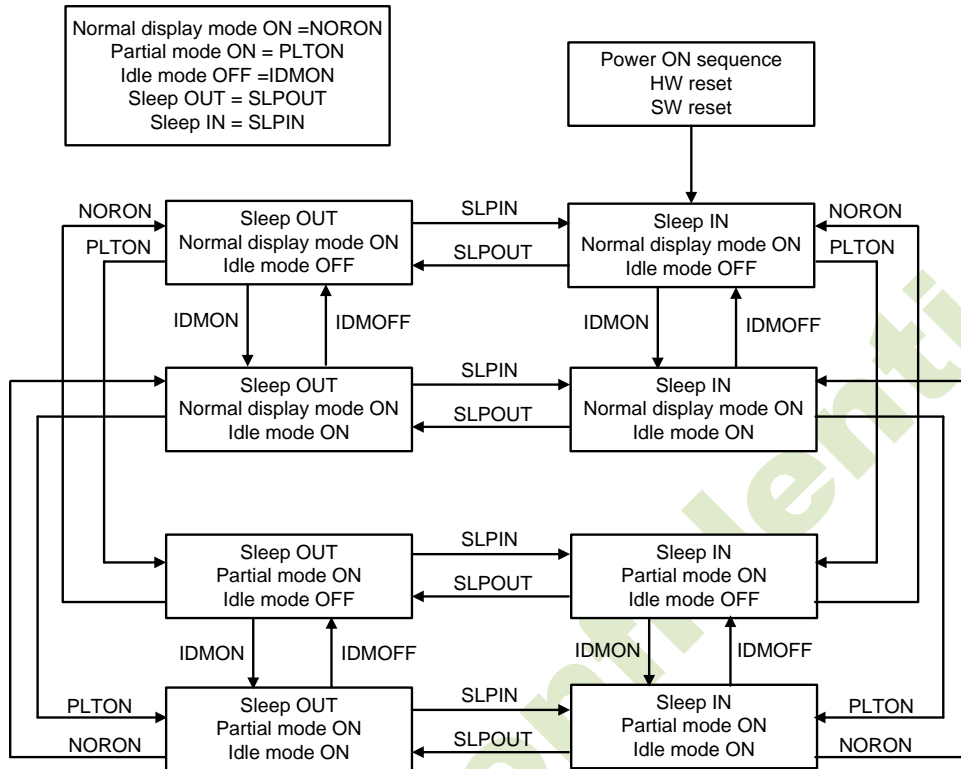 Normal display mode ON =NORON
Partial mode ON = PLTON
Idle mode OFF =IDMON
Sleep OUT = SLPOUT
Sleep IN = SLPIN
Power ON sequence
HW reset
SW reset
NORON
PLTON
Sleep OUT
Normal display mode ON
Idle mode OFF
SLPIN
SLPOUT
Sleep IN
Normal display mode ON
Idle mode OFF
NORON
PLTON
IDMON
IDMOFF
IDMON
IDMOFF
Sleep OUT
Normal display mode ON
Idle mode ON
SLPIN
SLPOUT
Sleep IN
Normal display mode ON
Idle mode ON
Sleep OUT
Partial mode ON
Idle mode OFF
SLPIN
SLPOUT
Sleep IN
Partial mode ON
Idle mode OFF
IDMON
IDMOFF
IDMON
IDMOFF
PLTON
NORON
Sleep OUT
Partial mode ON
Idle mode ON
SLPIN
SLPOUT
Sleep IN
Partial mode ON
Idle mode ON
PLTON
NORON
onfidenti